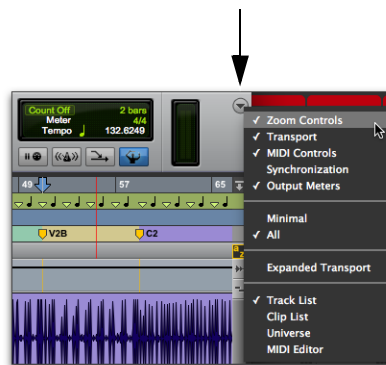 Count Off 2 bars
Meter 4/4
Tempo 132.6249
49 57 65
V2B C2
a
z
✓ Zoom Controls
✓ Transport
✓ MIDI Controls
Synchronization
✓ Output Meters
Minimal
✓ All
Expanded Transport
✓ Track List
Clip List
Universe
MIDI Editor